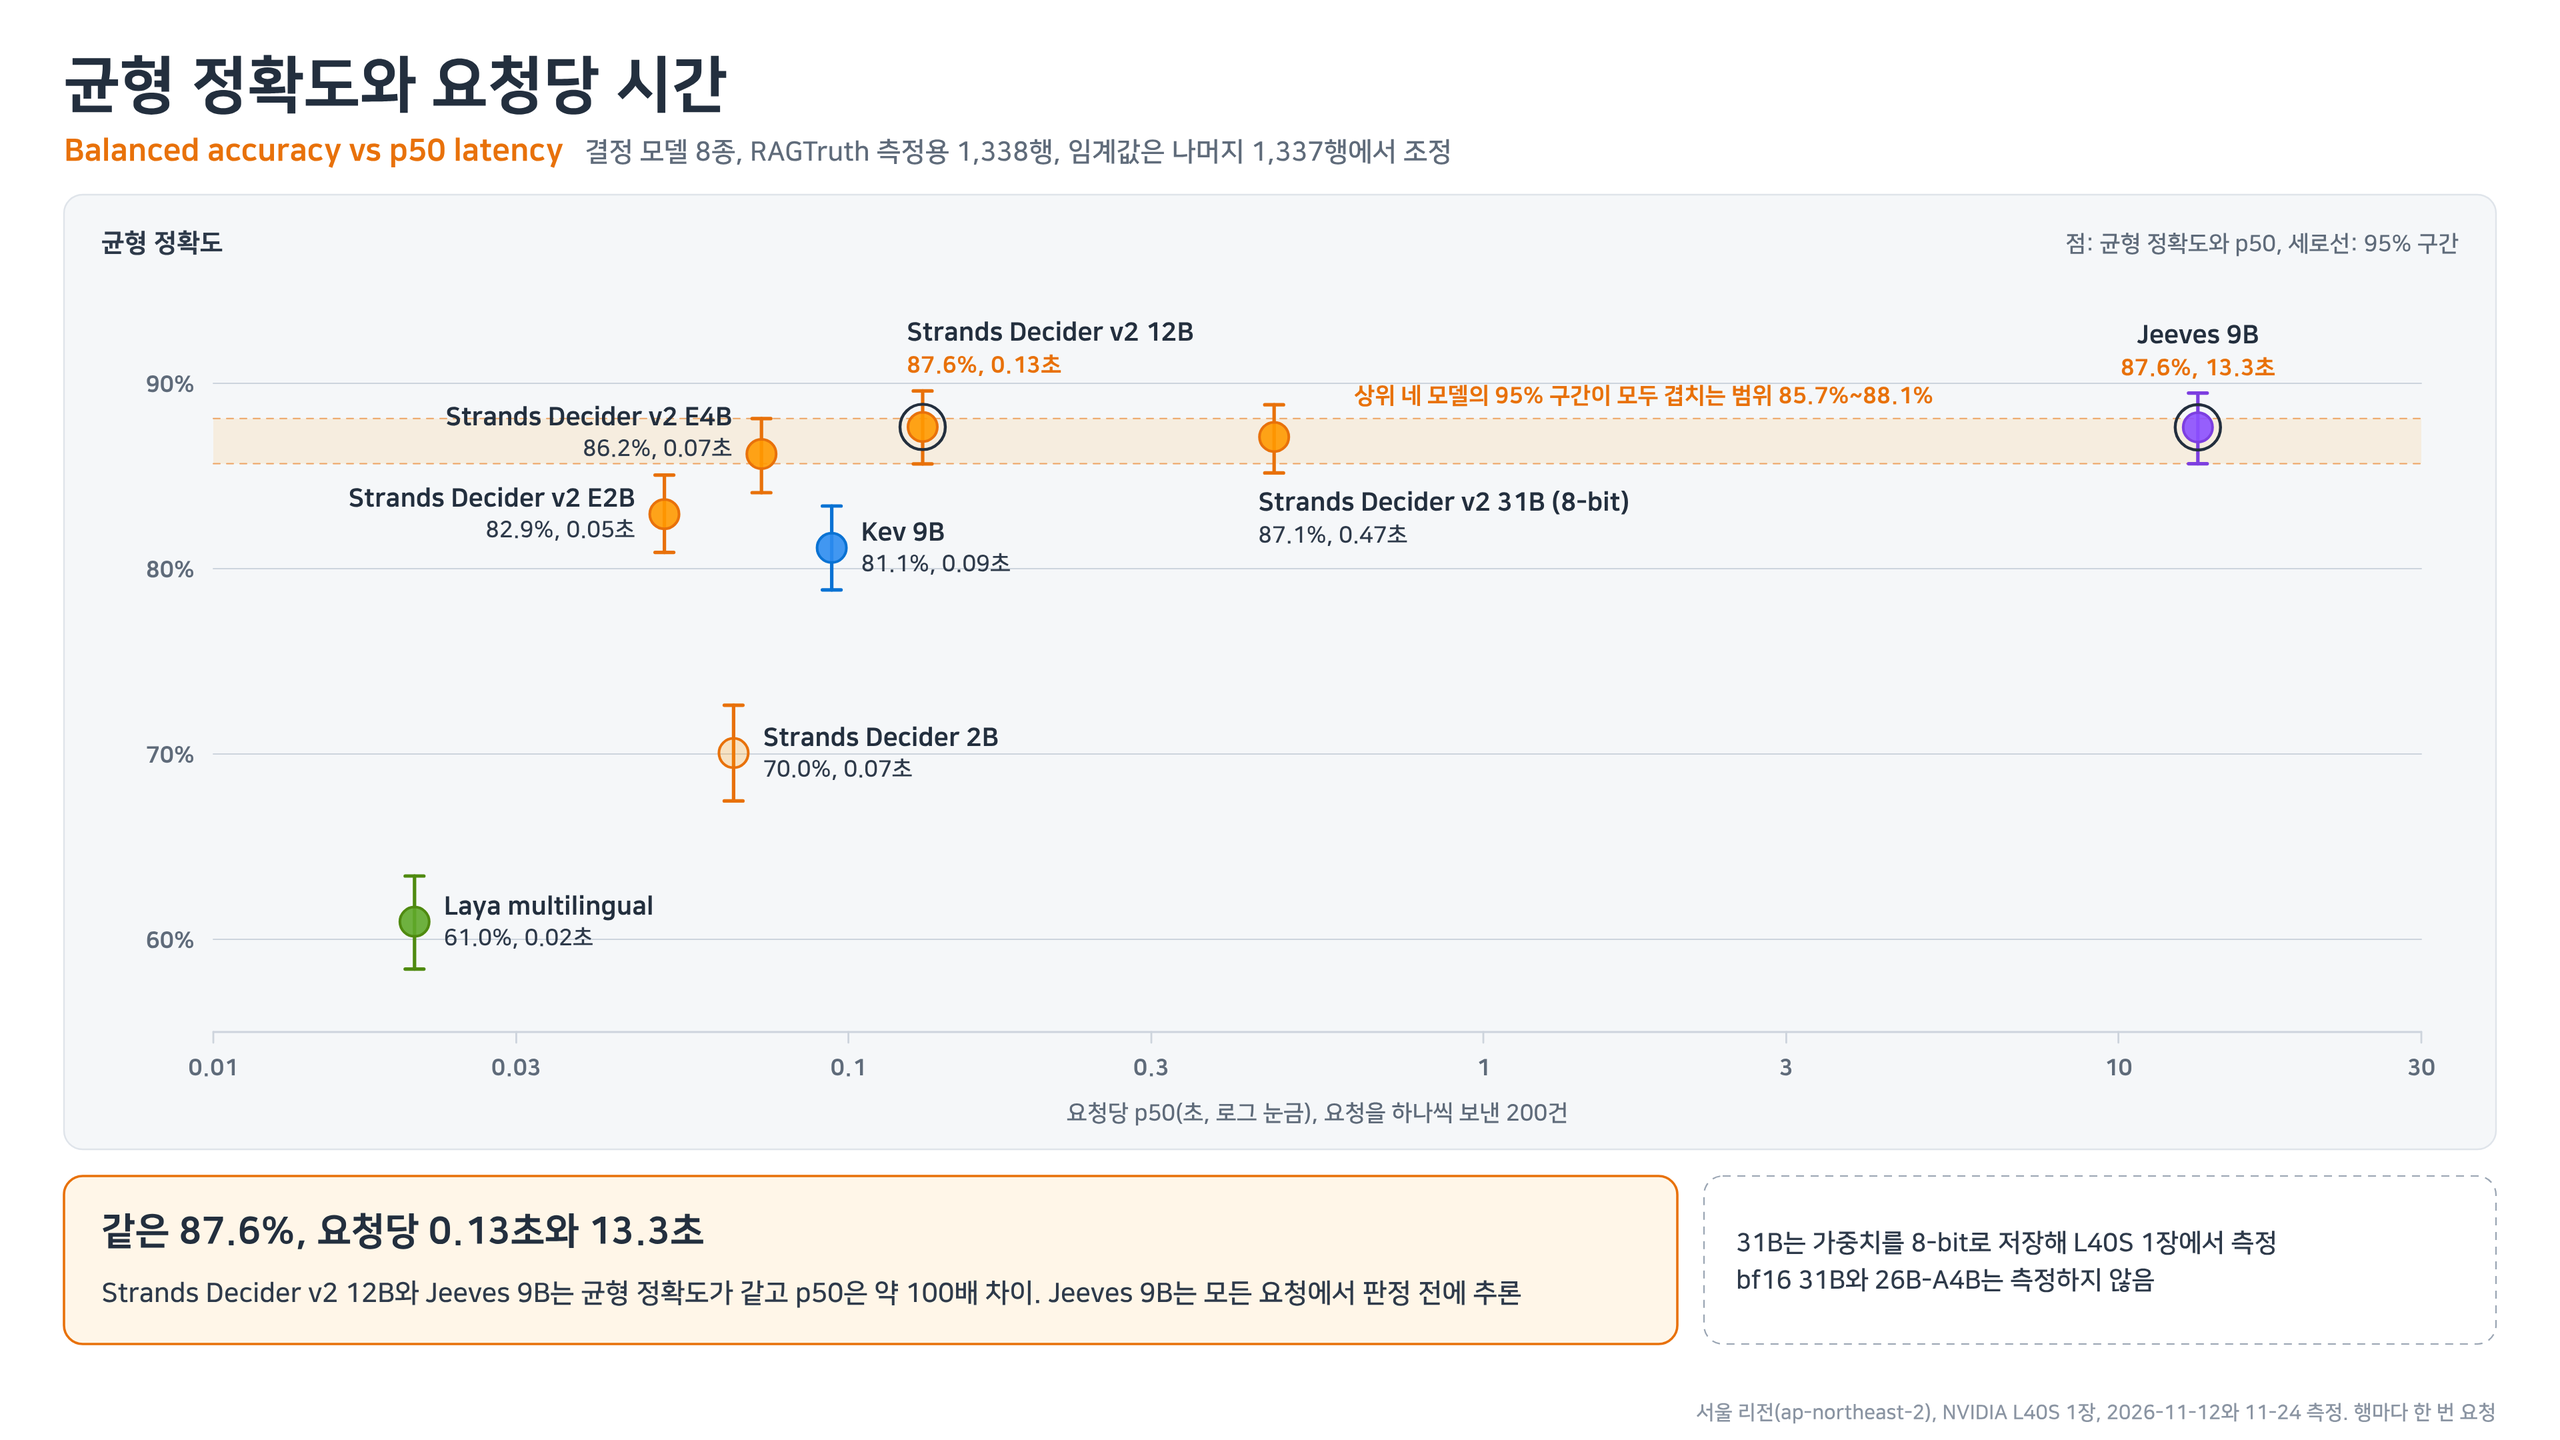 균형 정확도와 요청당 시간
Balanced accuracy vs p50 latency 결정 모델 8종, RAGTruth 측정용 1,338행, 임계값은 나머지 1,337행에서 조정
균형 정확도
점: 균형 정확도와 p50, 세로선: 95% 구간
Strands Decider v2 12B
87.6%, 0.13초
Jeeves 9B
87.6%, 13.3초
90%
상위 네 모델의 95% 구간이 모두 겹치는 범위 85.7%~88.1%
Strands Decider v2 E4B
86.2%, 0.07초
Strands Decider v2 E2B
82.9%, 0.05초
Strands Decider v2 31B (8-bit)
87.1%, 0.47초
Kev 9B
81.1%, 0.09초
80%
Strands Decider 2B
70.0%, 0.07초
70%
Laya multilingual
61.0%, 0.02초
60%
0.01 0.03 0.1 0.3 1 3 10 30
요청당 p50(초, 로그 눈금), 요청을 하나씩 보낸 200건
같은 87.6%, 요청당 0.13초와 13.3초
Strands Decider v2 12B와 Jeeves 9B는 균형 정확도가 같고 p50은 약 100배 차이. Jeeves 9B는 모든 요청에서 판정 전에 추론
31B는 가중치를 8-bit로 저장해 L40S 1장에서 측정
bf16 31B와 26B-A4B는 측정하지 않음
서울 리전(ap-northeast-2), NVIDIA L40S 1장, 2026-11-12와 11-24 측정. 행마다 한 번 요청